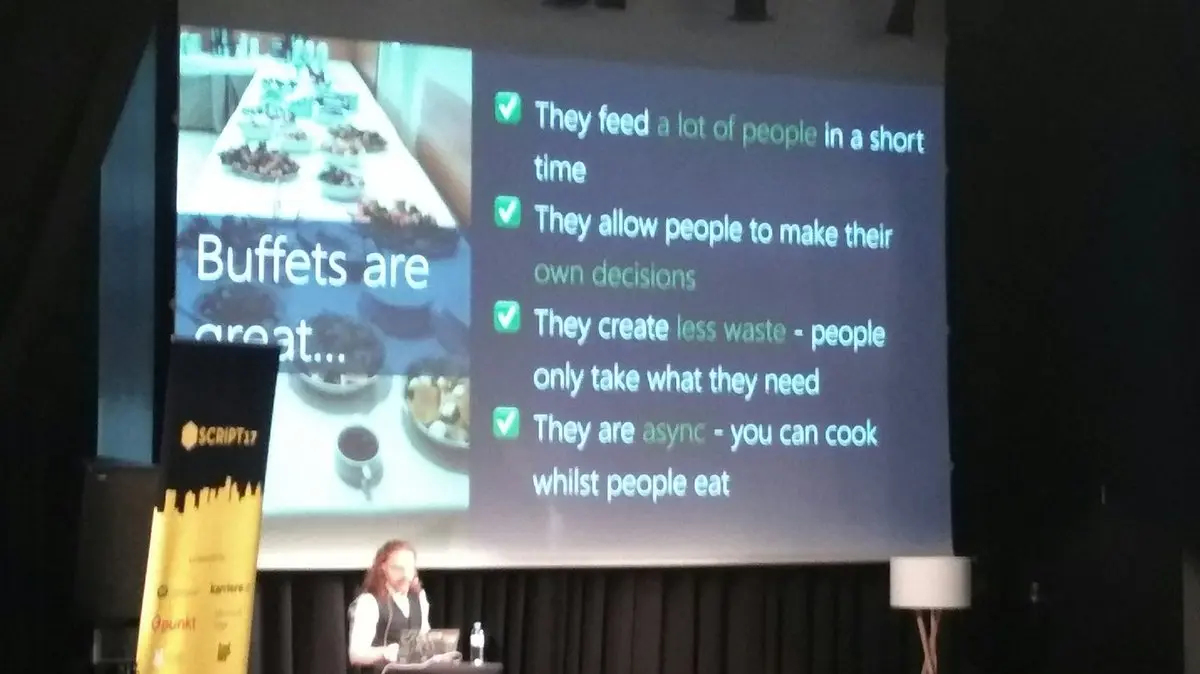 Buffets are
great...
They feed a lot of people in a short
time
They allow people to make their
own decisions
They create less waste - people
only take what they need
They are async - you can cook
whilst people eat
SCRIPT17
karriere
punkt